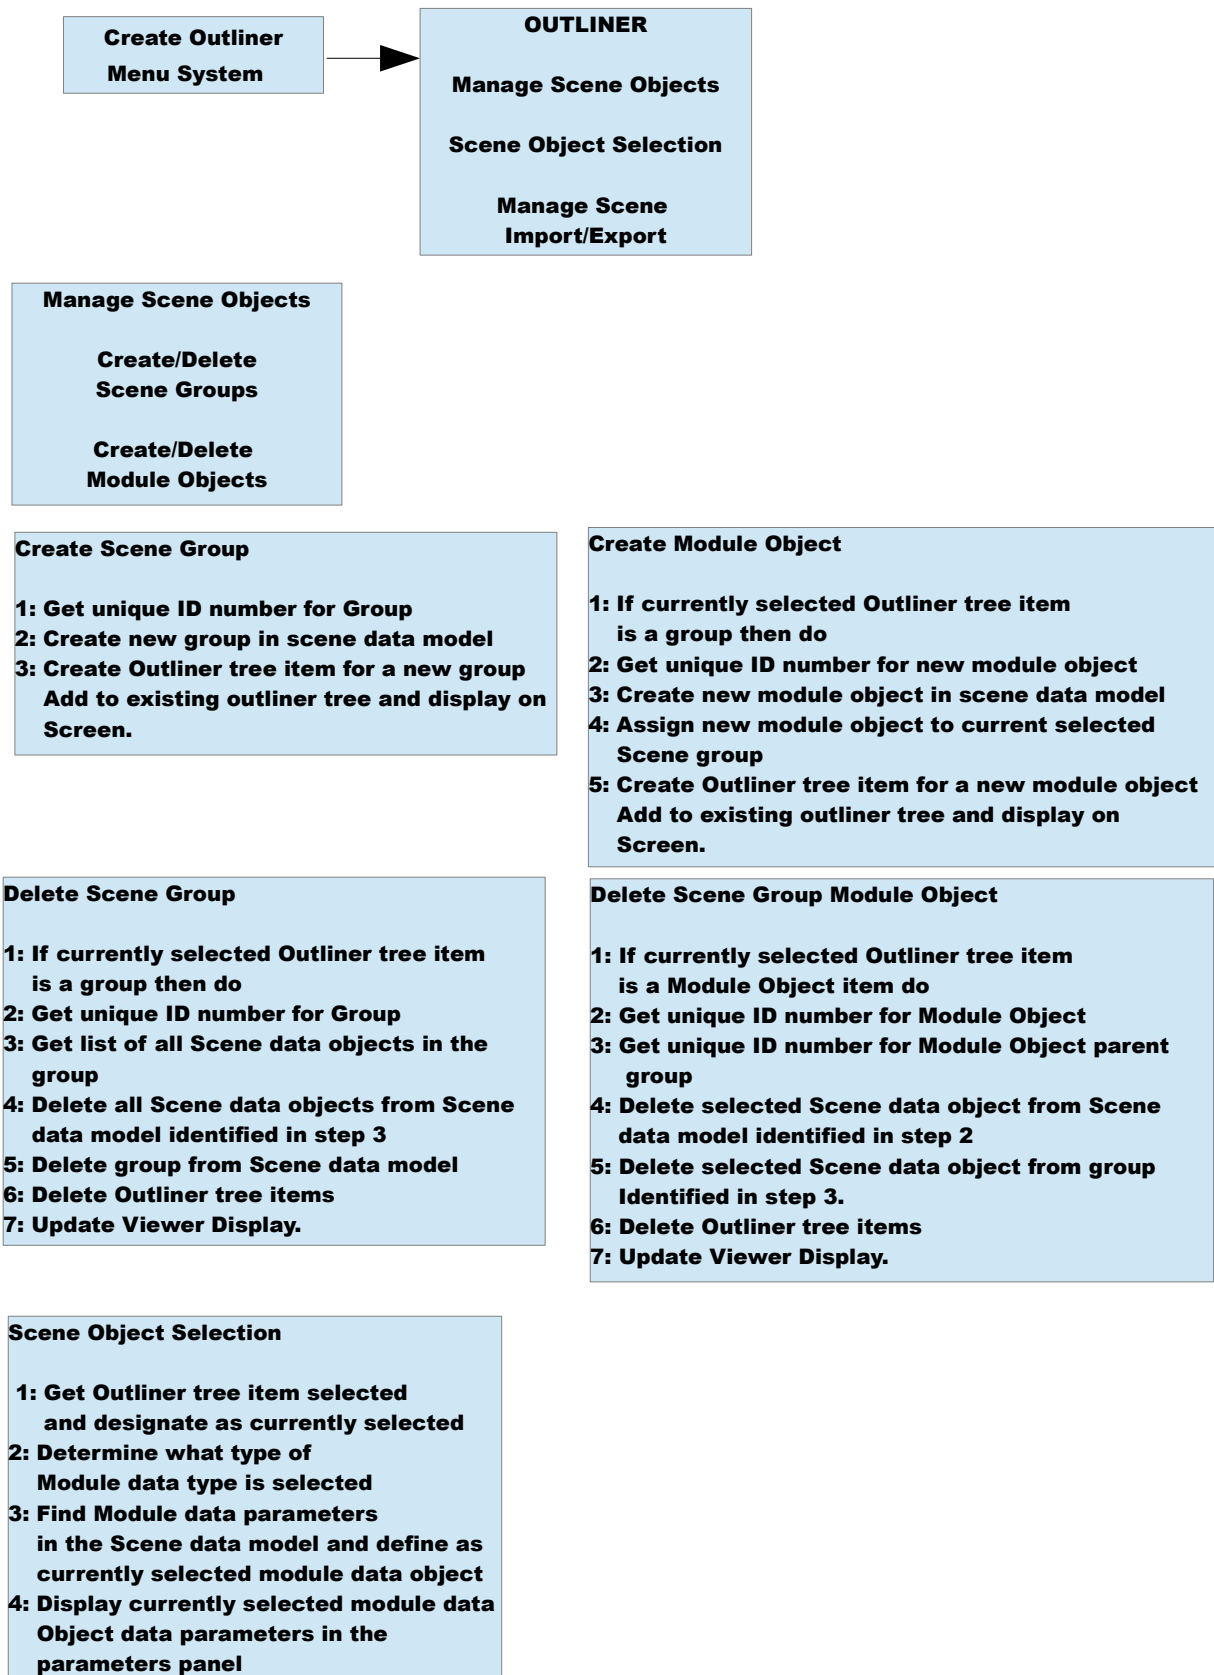 Create Outliner
Menu System
OUTLINER
Manage Scene Objects
Scene Object Selection
Manage Scene
Import/Export
Manage Scene Objects
Create/Delete
Scene Groups
Create/Delete
Module Objects
Create Scene Group
1: Get unique ID number for Group
2: Create new group in scene data model
3: Create Outliner tree item for a new group
Add to existing outliner tree and display on
Screen.
Create Module Object
1: If currently selected Outliner tree item
is a group then do
2: Get unique ID number for new module object
3: Create new module object in scene data model
4: Assign new module object to current selected
Scene group
5: Create Outliner tree item for a new module object
Add to existing outliner tree and display on
Screen.
Delete Scene Group
1: If currently selected Outliner tree item
is a group then do
2: Get unique ID number for Group
3: Get list of all Scene data objects in the
group
4: Delete all Scene data objects from Scene
data model identified in step 3
5: Delete group from Scene data model
6: Delete Outliner tree items
7: Update Viewer Display.
Delete Scene Group Module Object
1: If currently selected Outliner tree item
is a Module Object item do
2: Get unique ID number for Module Object
3: Get unique ID number for Module Object parent
group
4: Delete selected Scene data object from Scene
data model identified in step 2
5: Delete selected Scene data object from group
Identified in step 3.
6: Delete Outliner tree items
7: Update Viewer Display.
Scene Object Selection
1: Get Outliner tree item selected
and designate as currently selected
2: Determine what type of
Module data type is selected
3: Find Module data parameters
in the Scene data model and define as
currently selected module data object
4: Display currently selected module data
Object data parameters in the
parameters panel